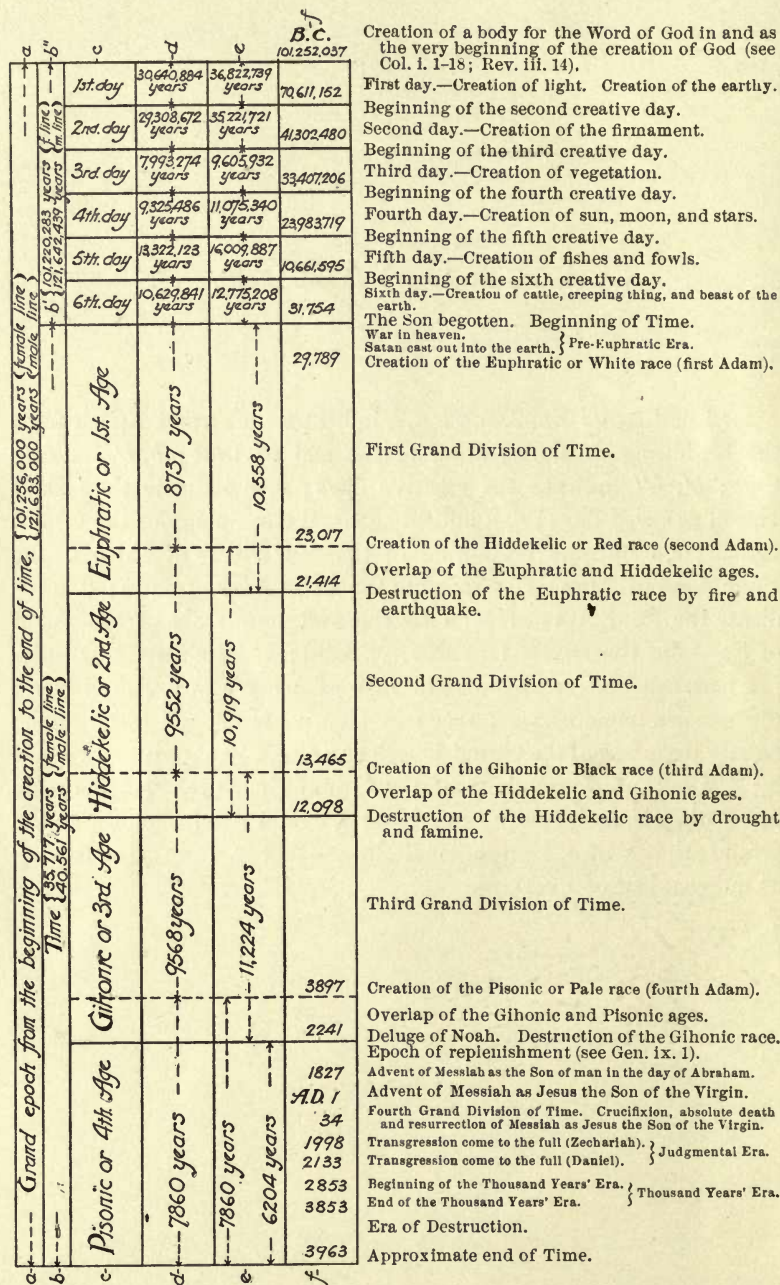 a b" c d e f
B.C.
101,252,037
Creation of a body for the Word of God in and as
the very beginning of the creation of God (see
Col. i. 1-18; Rev. iii. 14).
1st. day 30,640,884 years 36,822,739 years 70,611,152
First day.—Creation of light. Creation of the earthy.
Beginning of the second creative day.
2nd. day 29,308,672 years 35,221,721 years 41,302,480
Second day.—Creation of the firmament.
Beginning of the third creative day.
3rd. day 7,993,274 years 9,605,932 years 33,407,206
Third day.—Creation of vegetation.
Beginning of the fourth creative day.
4th. day 9,325,486 years 11,075,340 years 23,983,719
Fourth day.—Creation of sun, moon, and stars.
Beginning of the fifth creative day.
5th. day 13,322,123 years 16,009,887 years 10,661,595
Fifth day.—Creation of fishes and fowls.
Beginning of the sixth creative day.
6th. day 10,629,841 years 12,775,208 years 31,754
Sixth day.—Creation of cattle, creeping thing, and beast of the
earth.
The Son begotten. Beginning of Time.
War in heaven.
Satan cast out into the earth. } Pre-Euphratic Era.
29,789
Creation of the Euphratic or White race (first Adam).
First Grand Division of Time.
23,017
Creation of the Hiddekelic or Red race (second Adam).
Overlap of the Euphratic and Hiddekelic ages.
21,414
Destruction of the Euphratic race by fire and
earthquake.
Second Grand Division of Time.
13,465
Creation of the Gihonic or Black race (third Adam).
Overlap of the Hiddekelic and Gihonic ages.
12,098
Destruction of the Hiddekelic race by drought
and famine.
Third Grand Division of Time.
3897
Creation of the Pisonic or Pale race (fourth Adam).
Overlap of the Gihonic and Pisonic ages.
2241
Deluge of Noah. Destruction of the Gihonic race.
Epoch of replenishment (see Gen. ix. 1).
1827
Advent of Messiah as the Son of man in the day of Abraham.
A.D. 1
Advent of Messiah as Jesus the Son of the Virgin.
34
Fourth Grand Division of Time. Crucifixion, absolute death
and resurrection of Messiah as Jesus the Son of the Virgin.
1998
Transgression come to the full (Zechariah).
2133
Transgression come to the full (Daniel). } Judgmental Era.
2853
Beginning of the Thousand Years' Era.
3853
End of the Thousand Years' Era. } Thousand Years' Era.
Era of Destruction.
3963
Approximate end of Time.
a Grand epoch from the beginning of the creation to the end of time, {101,256,000 years (female line)
121,683,000 years (male line)
b' {101,220,283 years (f. line)
121,642,439 years (m. line) b"
b Time {35,717 years (female line)
40,561 years (male line) b'
c Pisonic or 4th. Age Gihonic or 3rd Age Hiddekelic or 2nd Age Euphratic or 1st. Age
d 7860 years 9568 years 9552 years 8737 years
e 7860 years 6204 years 11,224 years 10,919 years 10,558 years
f